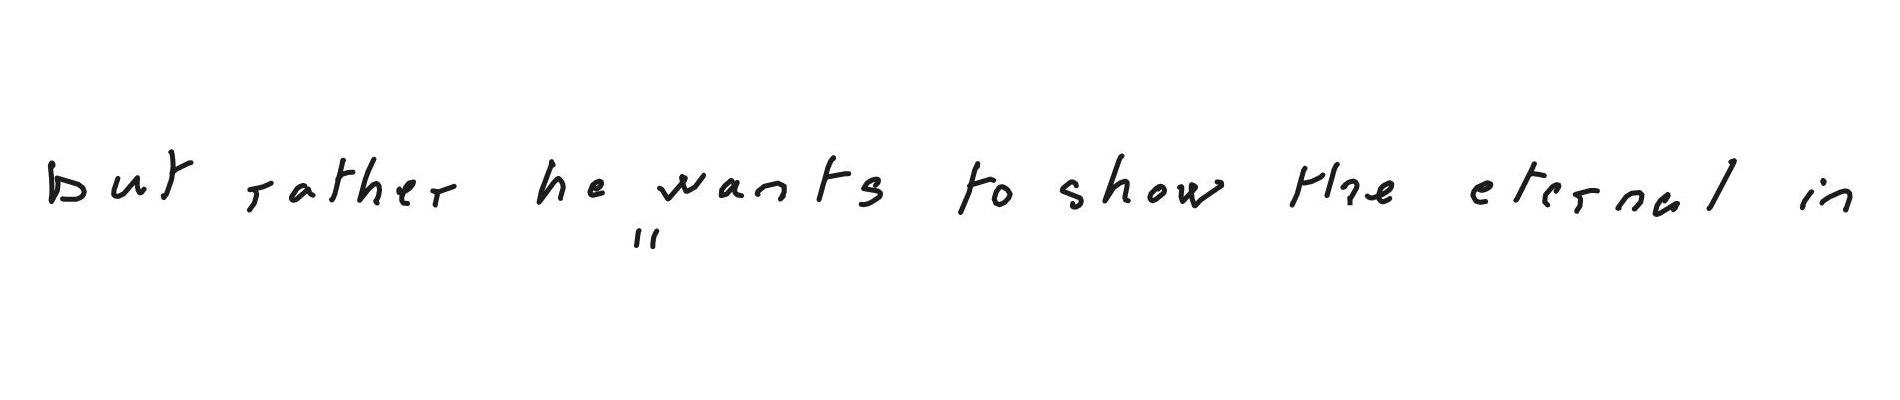 but rather he "wants to show the eternal in